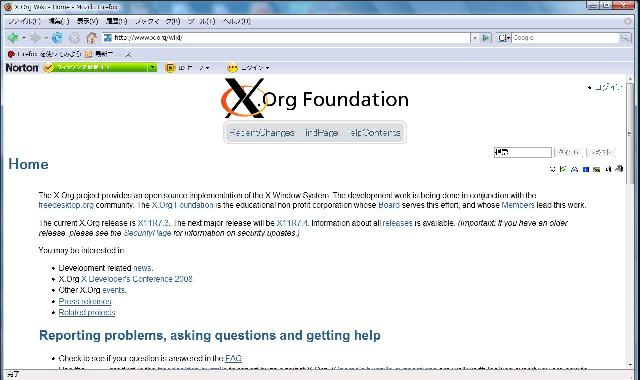 X.Org Wiki - Home - Mozilla Firefox
ファイル(F) 編集(E) 表示(V) 履歴(S) ブックマーク(B) ツール(T) ヘルプ(H)
http://www.x.org/wiki/
Google
Firefox を使ってみよう 最新ニュース
Norton
ログイン
ログイン
X.Org Foundation
RecentChanges FindPage HelpContents
検索
Home
The X.Org project provides an open source implementation of the X Window System. The development work is being done in conjunction with the
freedesktop.org community. The X.Org Foundation is the educational non-profit corporation whose Board serves this effort, and whose Members lead this work.
The current X.Org release is X11R7.3. The next major release will be X11R7.4. Information about all releases is available. (Important: If you have an older
release, please see the SecurityPage for information on security updates.)
You may be interested in
• Development related news.
• X.Org X Developer's Conference 2008
• Other X.Org events.
• Press releases
• Related projects
Reporting problems, asking questions and getting help
• Check to see if your question is answered in the FAQ
完了